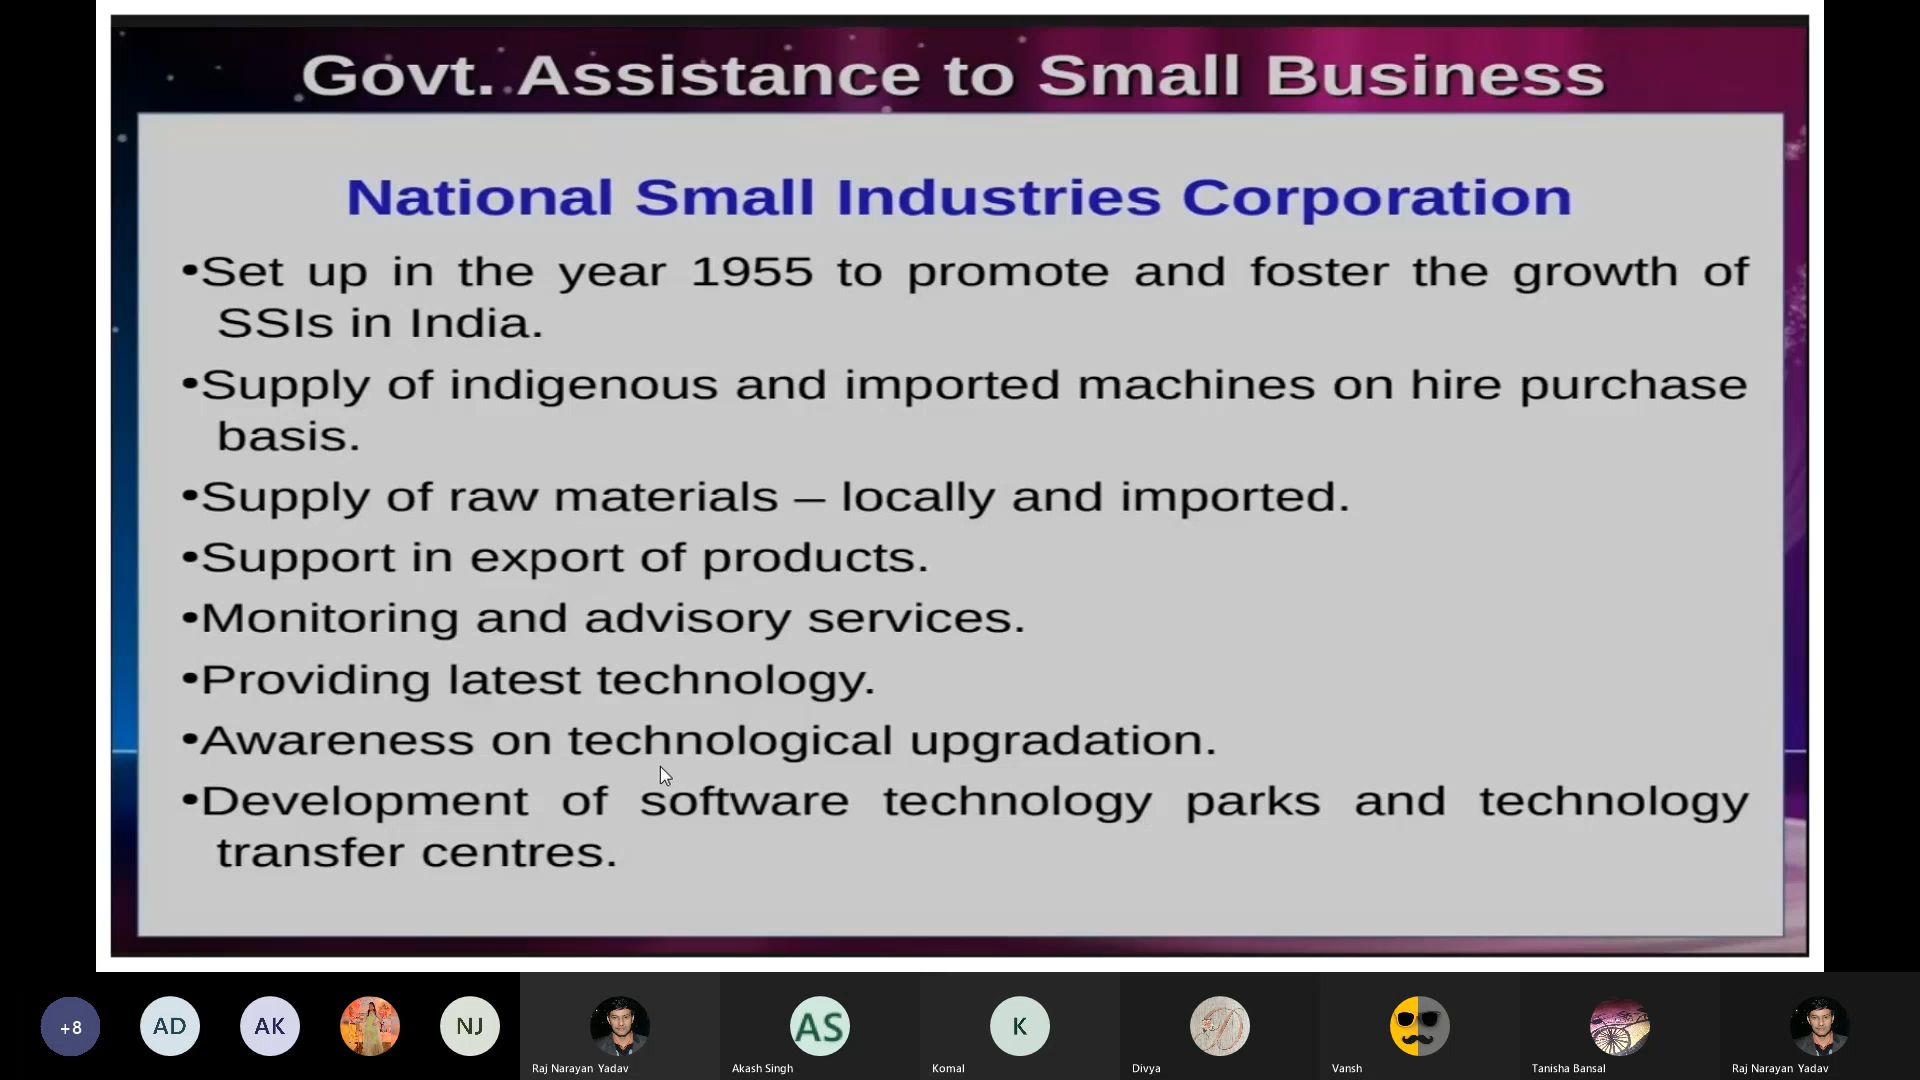 Govt. Assistance to Small Business
National Small Industries Corporation
•Set up in the year 1955 to promote and foster the growth of
SSIs in India.
•Supply of indigenous and imported machines on hire purchase
basis.
•Supply of raw materials – locally and imported.
•Support in export of products.
•Monitoring and advisory services.
•Providing latest technology.
•Awareness on technological upgradation.
•Development of software technology parks and technology
transfer centres.
+8
AD
AK
NJ
AS
K
D
Raj Narayan Yadav
Akash Singh
Komal
Divya
Vansh
Tanisha Bansal
Raj Narayan Yadav